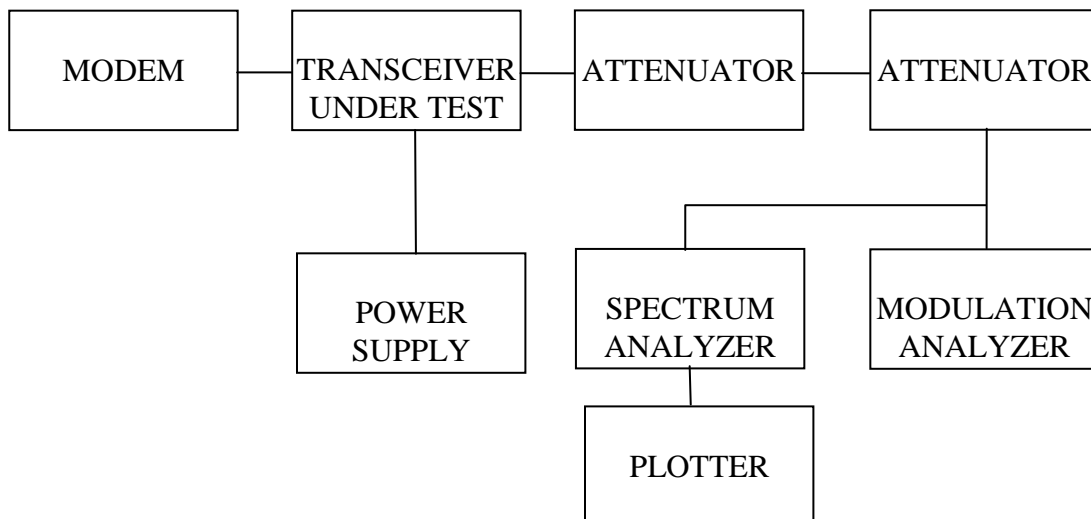 MODEM
TRANSCEIVER
UNDER TEST
ATTENUATOR
ATTENUATOR
POWER
SUPPLY
SPECTRUM
ANALYZER
MODULATION
ANALYZER
PLOTTER